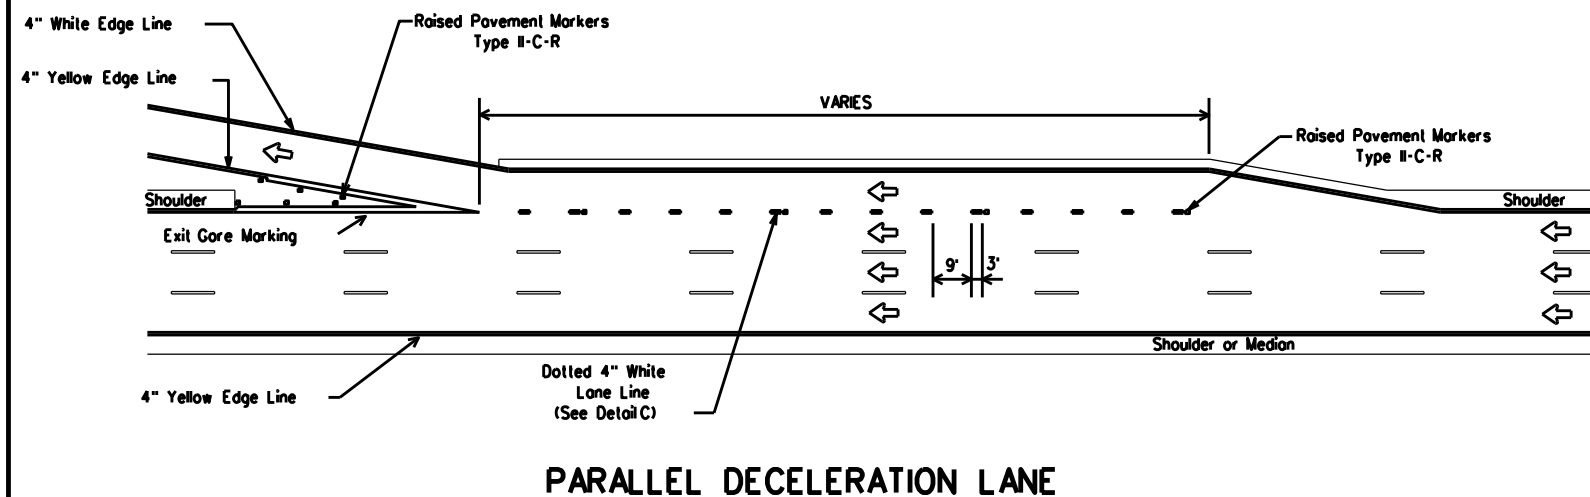 4" White Edge Line
Raised Pavement Markers
Type II-C-R
4" Yellow Edge Line
VARIES
Raised Pavement Markers
Type II-C-R
Shoulder
Shoulder
Exit Gore Marking
9'
3'
Shoulder or Median
Dotted 4" White
Lane Line
(See Detail C)
4" Yellow Edge Line
PARALLEL DECELERATION LANE